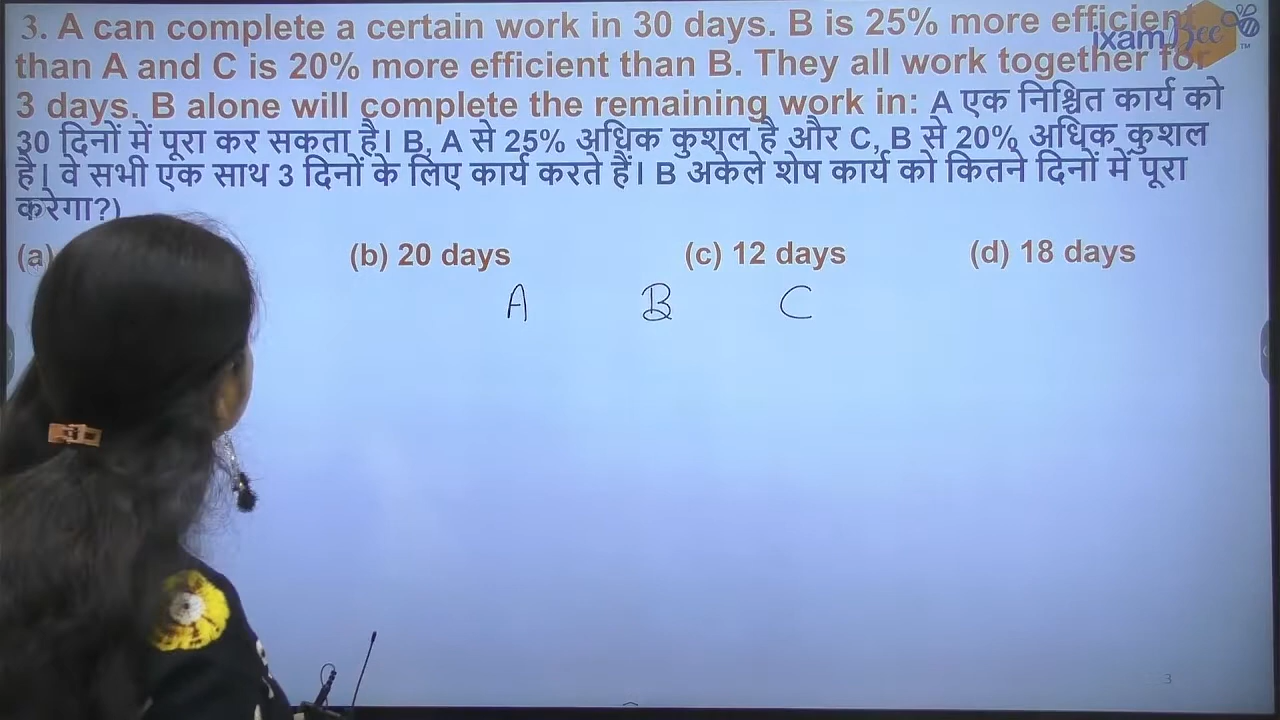 3. A can complete a certain work in 30 days. B is 25% more efficient
than A and C is 20% more efficient than B. They all work together for
3 days. B alone will complete the remaining work in: A एक निश्चित कार्य को
30 दिनों में पूरा कर सकता है। B, A से 25% अधिक कुशल है और C, B से 20% अधिक कुशल
है। वे सभी एक साथ 3 दिनों के लिए कार्य करते हैं। B अकेले शेष कार्य को कितने दिनों में पूरा
करेगा?)
(a) (b) 20 days (c) 12 days (d) 18 days
A B C
ixamBee
TM
3